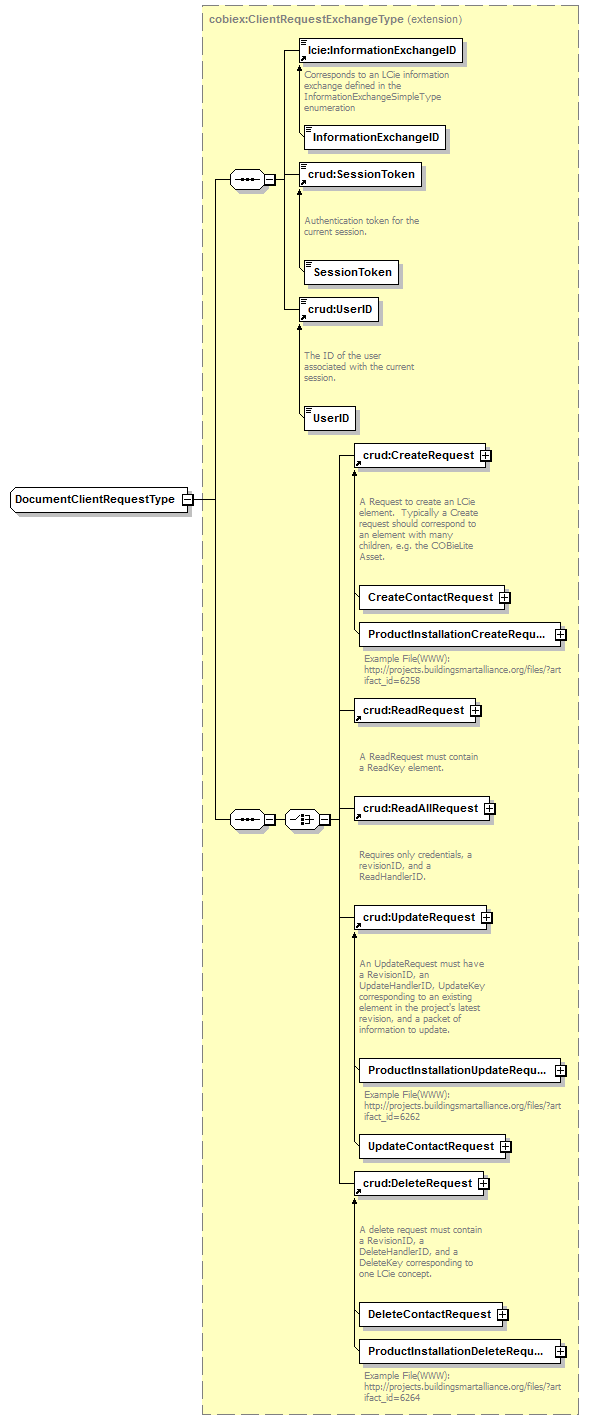 cobiex:ClientRequestExchangeType (extension)
lcie:InformationExchangeID
Corresponds to an LCie information
exchange defined in the
InformationExchangeSimpleType
enumeration
InformationExchangeID
crud:SessionToken
Authentication token for the
current session.
SessionToken
crud:UserID
The ID of the user
associated with the current
session.
UserID
DocumentClientRequestType
crud:CreateRequest
A Request to create an LCie
element. Typically a Create
request should correspond to
an element with many
children, e.g. the COBieLite
Asset.
CreateContactRequest
ProductInstallationCreateRequ...
Example File(WWW):
http://projects.buildingsmartalliance.org/files/?art
ifact_id=6258
crud:ReadRequest
A ReadRequest must contain
a ReadKey element.
crud:ReadAllRequest
Requires only credentials, a
revisionID, and a
ReadHandlerID.
crud:UpdateRequest
An UpdateRequest must have
a RevisionID, an
UpdateHandlerID, UpdateKey
corresponding to an existing
element in the project's latest
revision, and a packet of
information to update.
ProductInstallationUpdateRequ...
Example File(WWW):
http://projects.buildingsmartalliance.org/files/?art
ifact_id=6262
UpdateContactRequest
crud:DeleteRequest
A delete request must contain
a RevisionID, a
DeleteHandlerID, and a
DeleteKey corresponding to
one LCie concept.
DeleteContactRequest
ProductInstallationDeleteRequ...
Example File(WWW):
http://projects.buildingsmartalliance.org/files/?art
ifact_id=6264